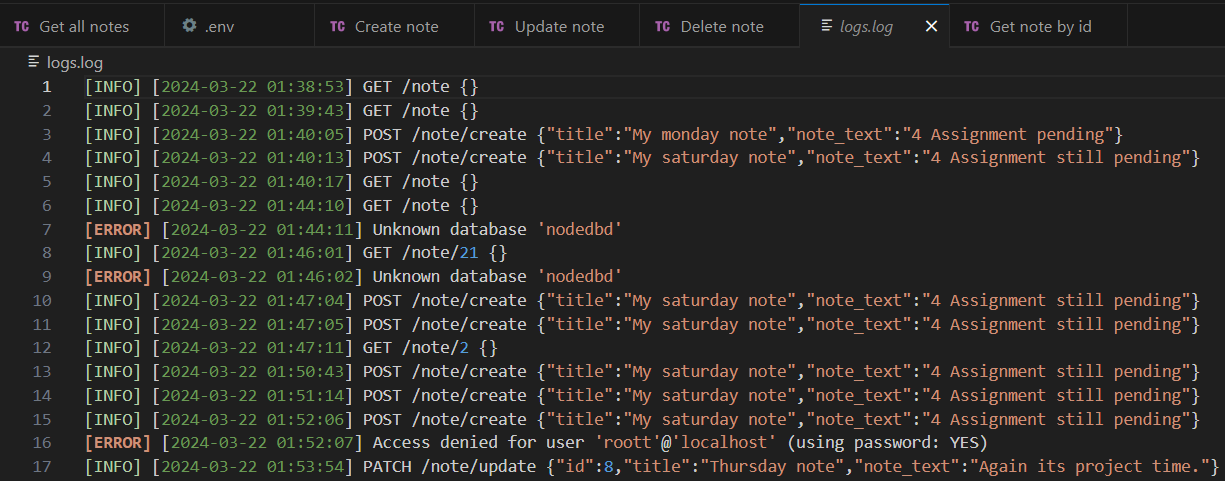 TC Get all notes .env TC Create note TC Update note TC Delete note logs.log TC Get note by id
logs.log
1 [INFO] [2024-03-22 01:38:53] GET /note {}
2 [INFO] [2024-03-22 01:39:43] GET /note {}
3 [INFO] [2024-03-22 01:40:05] POST /note/create {"title":"My monday note","note_text":"4 Assignment pending"}
4 [INFO] [2024-03-22 01:40:13] POST /note/create {"title":"My saturday note","note_text":"4 Assignment still pending"}
5 [INFO] [2024-03-22 01:40:17] GET /note {}
6 [INFO] [2024-03-22 01:44:10] GET /note {}
7 [ERROR] [2024-03-22 01:44:11] Unknown database 'nodedbd'
8 [INFO] [2024-03-22 01:46:01] GET /note/21 {}
9 [ERROR] [2024-03-22 01:46:02] Unknown database 'nodedbd'
10 [INFO] [2024-03-22 01:47:04] POST /note/create {"title":"My saturday note","note_text":"4 Assignment still pending"}
11 [INFO] [2024-03-22 01:47:05] POST /note/create {"title":"My saturday note","note_text":"4 Assignment still pending"}
12 [INFO] [2024-03-22 01:47:11] GET /note/2 {}
13 [INFO] [2024-03-22 01:50:43] POST /note/create {"title":"My saturday note","note_text":"4 Assignment still pending"}
14 [INFO] [2024-03-22 01:51:14] POST /note/create {"title":"My saturday note","note_text":"4 Assignment still pending"}
15 [INFO] [2024-03-22 01:52:06] POST /note/create {"title":"My saturday note","note_text":"4 Assignment still pending"}
16 [ERROR] [2024-03-22 01:52:07] Access denied for user 'roott'@'localhost' (using password: YES)
17 [INFO] [2024-03-22 01:53:54] PATCH /note/update {"id":8,"title":"Thursday note","note_text":"Again its project time."}